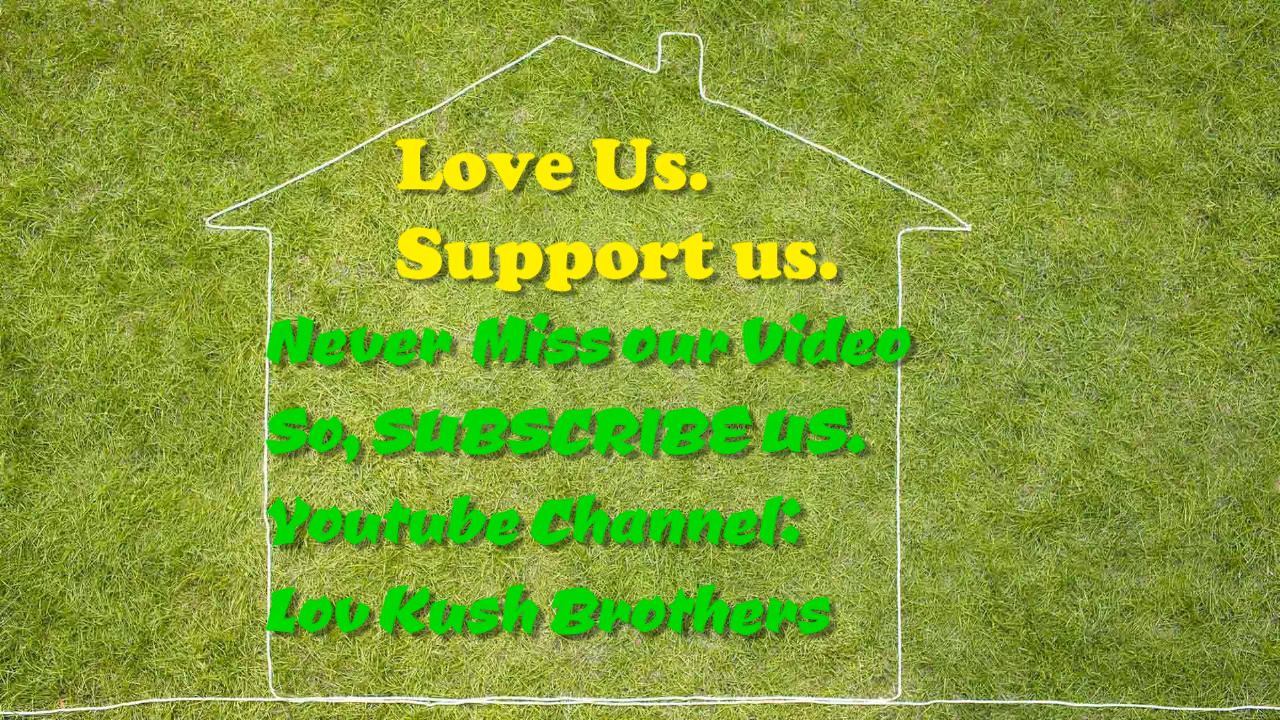 Love Us.
Support us.
Never Miss our Video
So, SUBSCRIBE US.
Youtube Channel:
Lov Kush Brothers